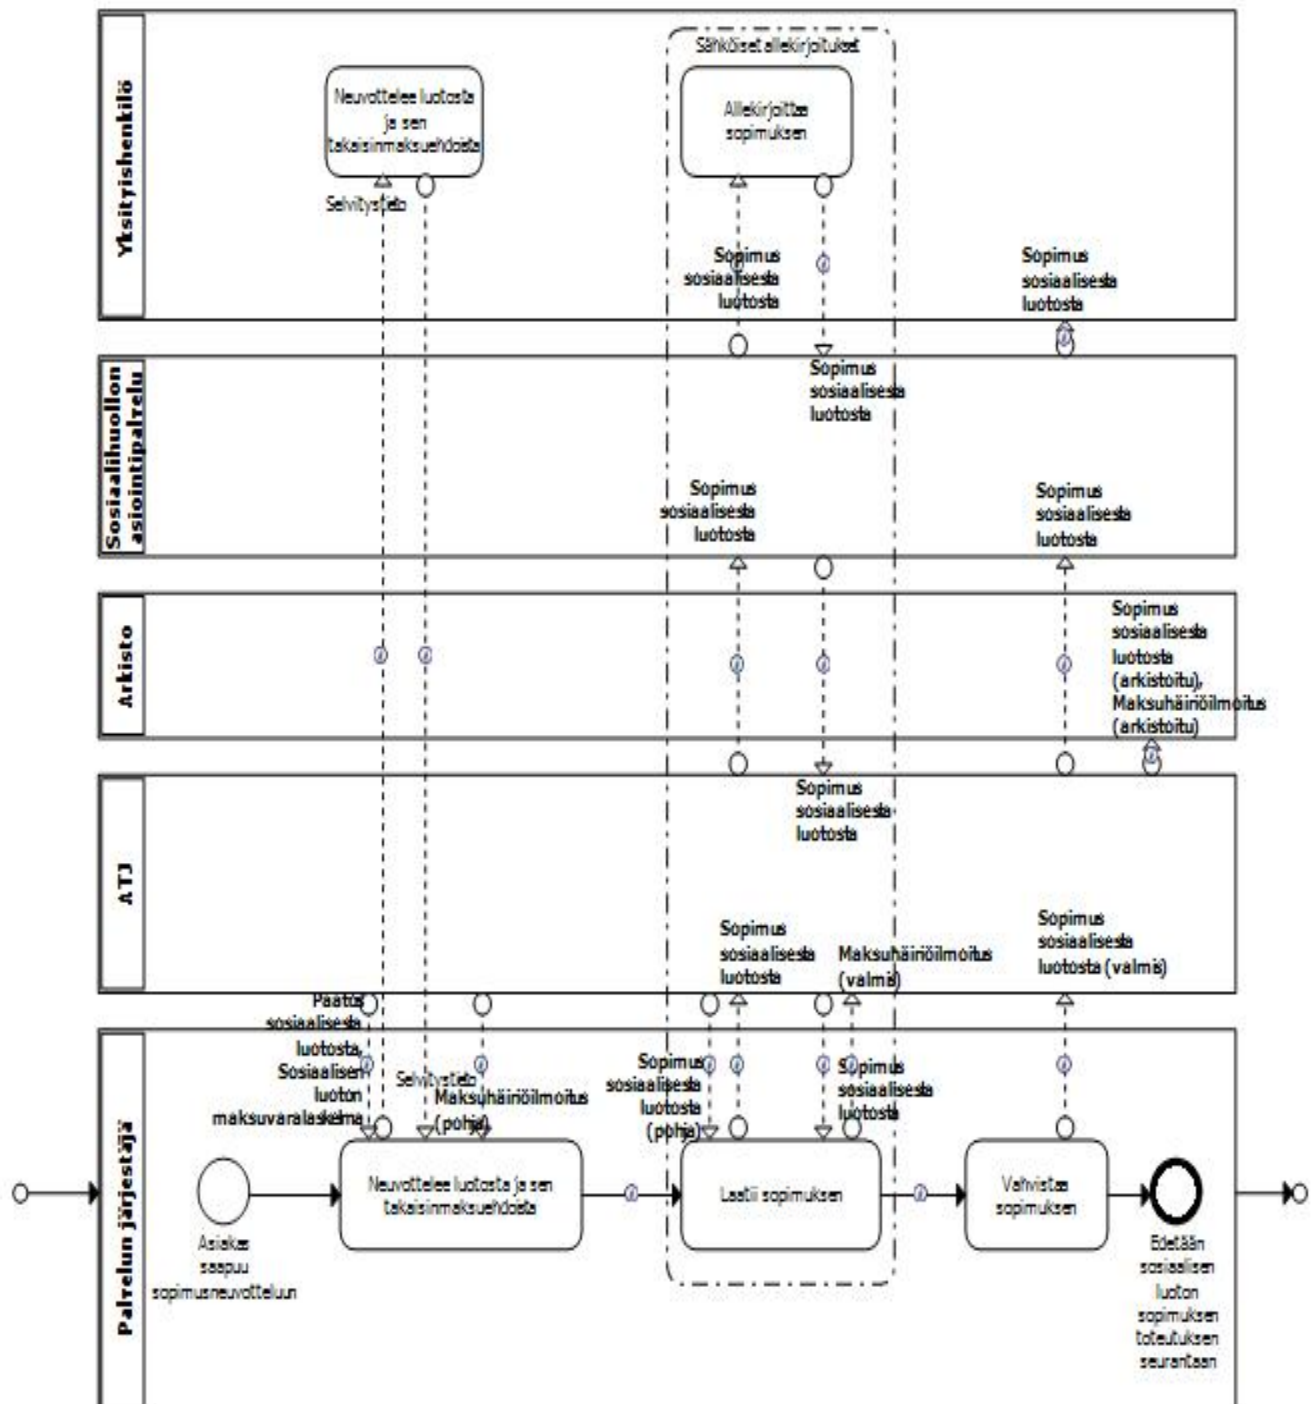 Yksityishenkilö
Neuvottelee luotosta
ja sen
takaisinmaksuehdoista
Selvitystieto
Sähköiset allekirjoitukset
Allekirjoittaa
sopimuksen
Sopimus
sosiaalisesta
luotosta
Sopimus
sosiaalisesta
luotosta
Sosiaalihuollon
asiointipalvelu
Sopimus
sosiaalisesta
luotosta
Sopimus
sosiaalisesta
luotosta
Sopimus
sosiaalisesta
luotosta
Arkisto
Sopimus
sosiaalisesta
luotosta
(arkistoitu),
Maksuhäiriöilmoitus
(arkistoitu)
ATJ
Sopimus
sosiaalisesta
luotosta
Sopimus
sosiaalisesta
luotosta
Maksuhäiriöilmoitus
(valmis)
Sopimus
sosiaalisesta
luotosta (valmis)
Palvelun järjestäjä
Päätös
sosiaalisesta
luotosta,
Sosiaalisen
luoton
maksuvaralaskelma
Selvitystieto
Maksuhäiriöilmoitus
(pohja)
Sopimus
sosiaalisesta
luotosta
(pohja)
Sopimus
sosiaalisesta
luotosta
Asiakas
saapuu
sopimusneuvotteluun
Neuvottelee luotosta ja sen
takaisinmaksuehdoista
Laatii sopimuksen
Vahvistaa
sopimuksen
Edetään
sosiaalisen
luoton
sopimuksen
toteutuksen
seurantaan